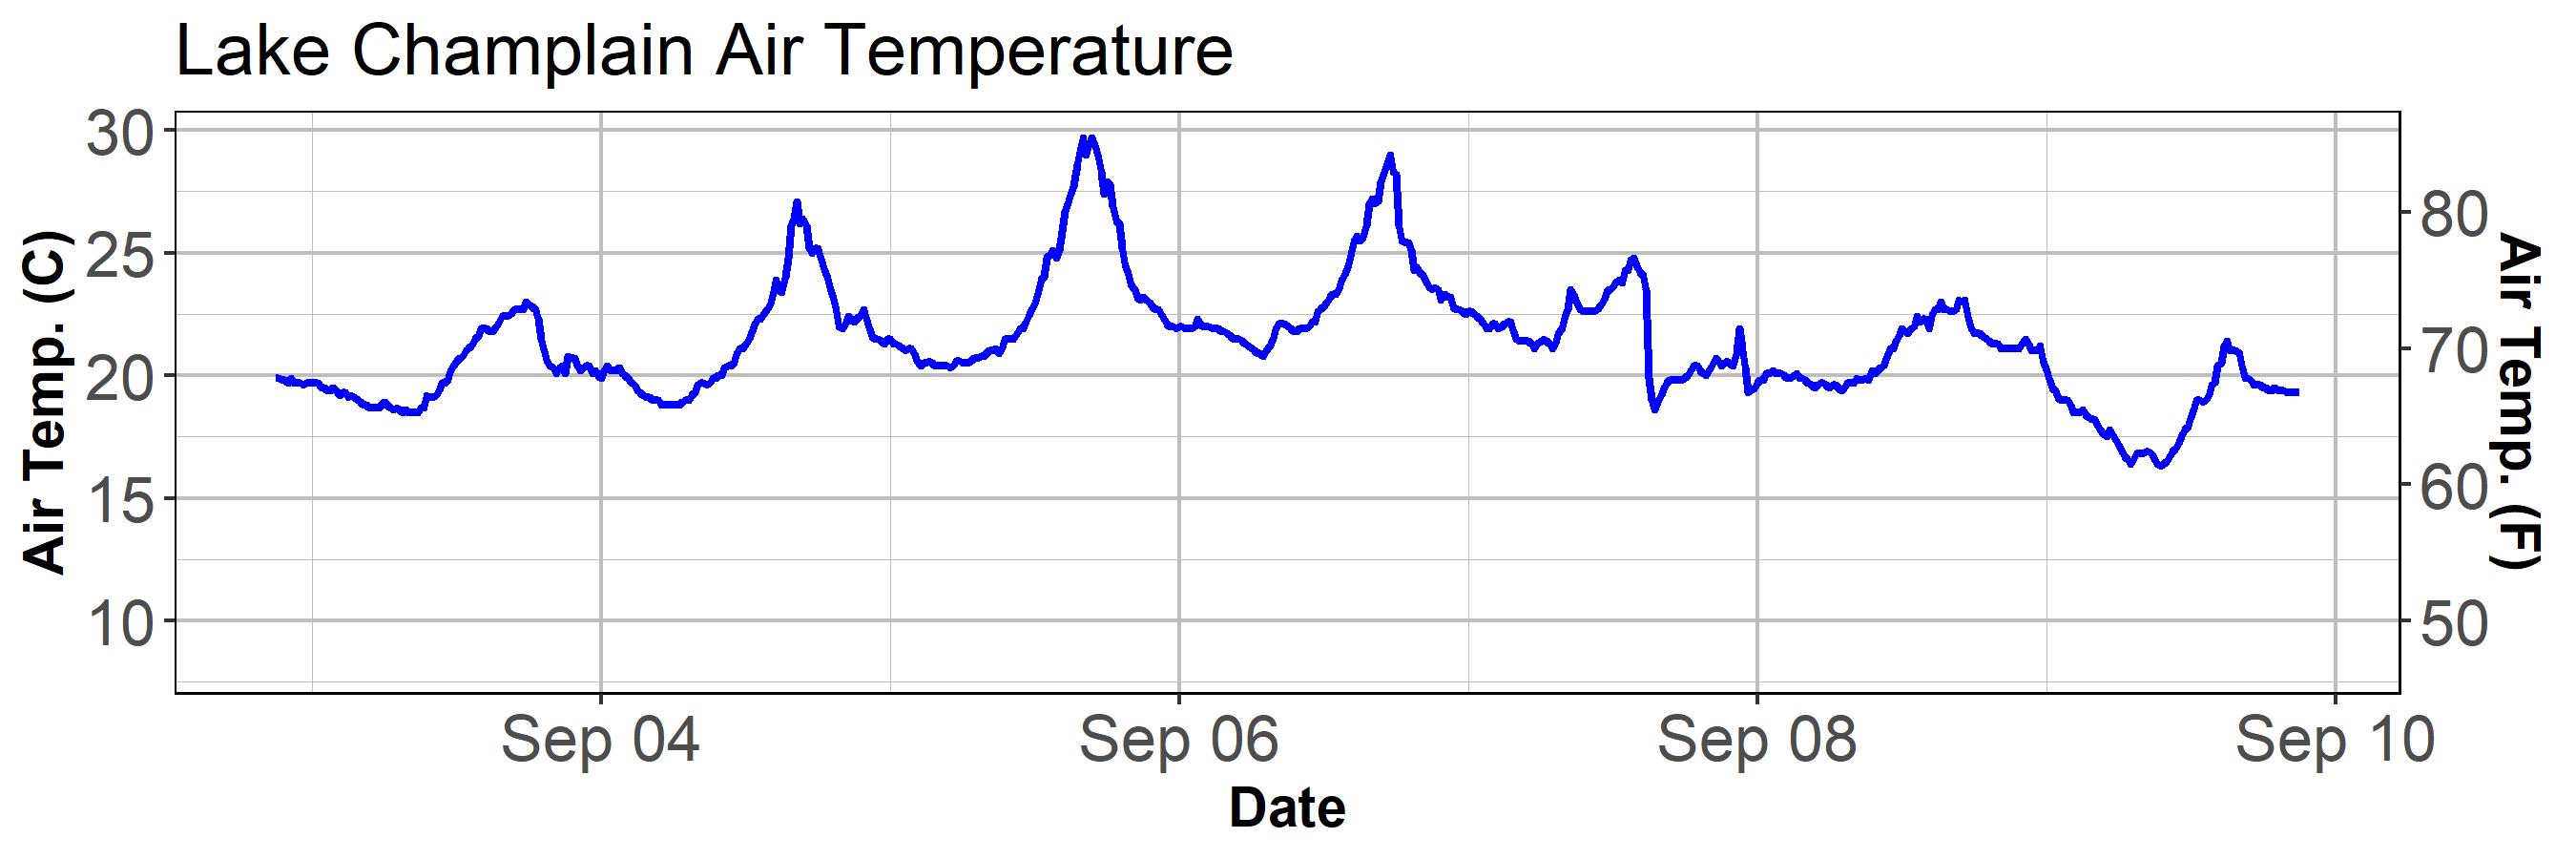 Lake Champlain Air Temperature
Air Temp. (C)
30
25
20
15
10
80
70
60
50
Air Temp. (F)
Sep 04 Sep 06 Sep 08 Sep 10
Date